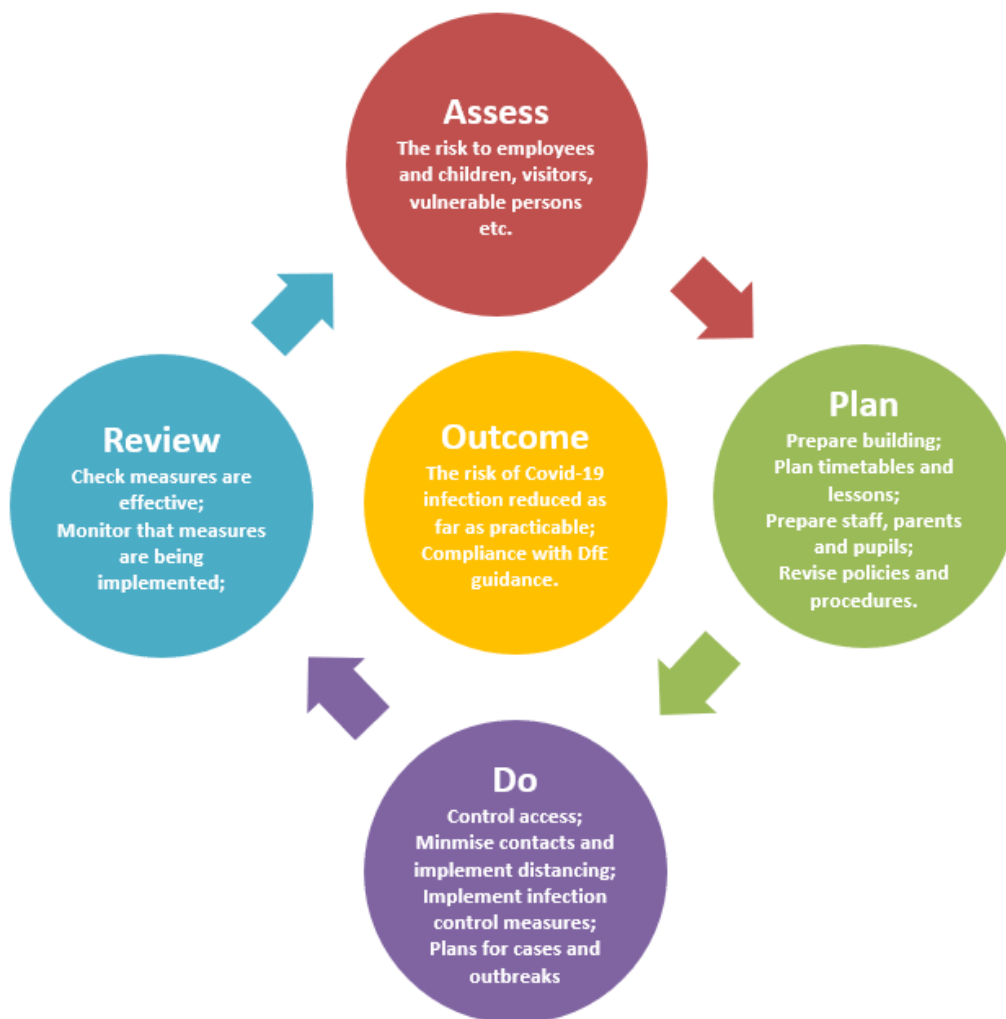 Assess
The risk to employees
and children, visitors,
vulnerable persons
etc.
Plan
Prepare building;
Plan timetables and
lessons;
Prepare staff, parents
and pupils;
Revise policies and
procedures.
Do
Control access;
Minmise contacts and
implement distancing;
Implement infection
control measures;
Plans for cases and
outbreaks
Review
Check measures are
effective;
Monitor that measures
are being
implemented;
Outcome
The risk of Covid-19
infection reduced as
far as practicable;
Compliance with DfE
guidance.